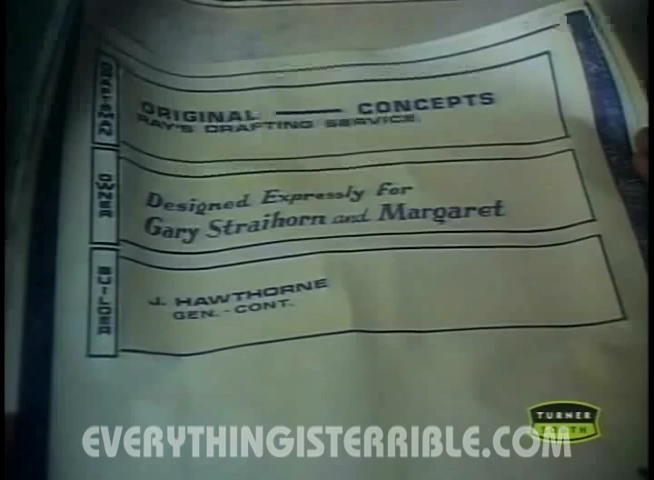 DRAFTSMAN
ORIGINAL — CONCEPTS
RAY'S DRAFTING SERVICE
OWNER
Designed Expressly For
Gary Straihorn and Margaret
BUILDER
J. HAWTHORNE
GEN. - CONT.
TURNER
SOUTH
EVERYTHINGISTERRIBLE.COM